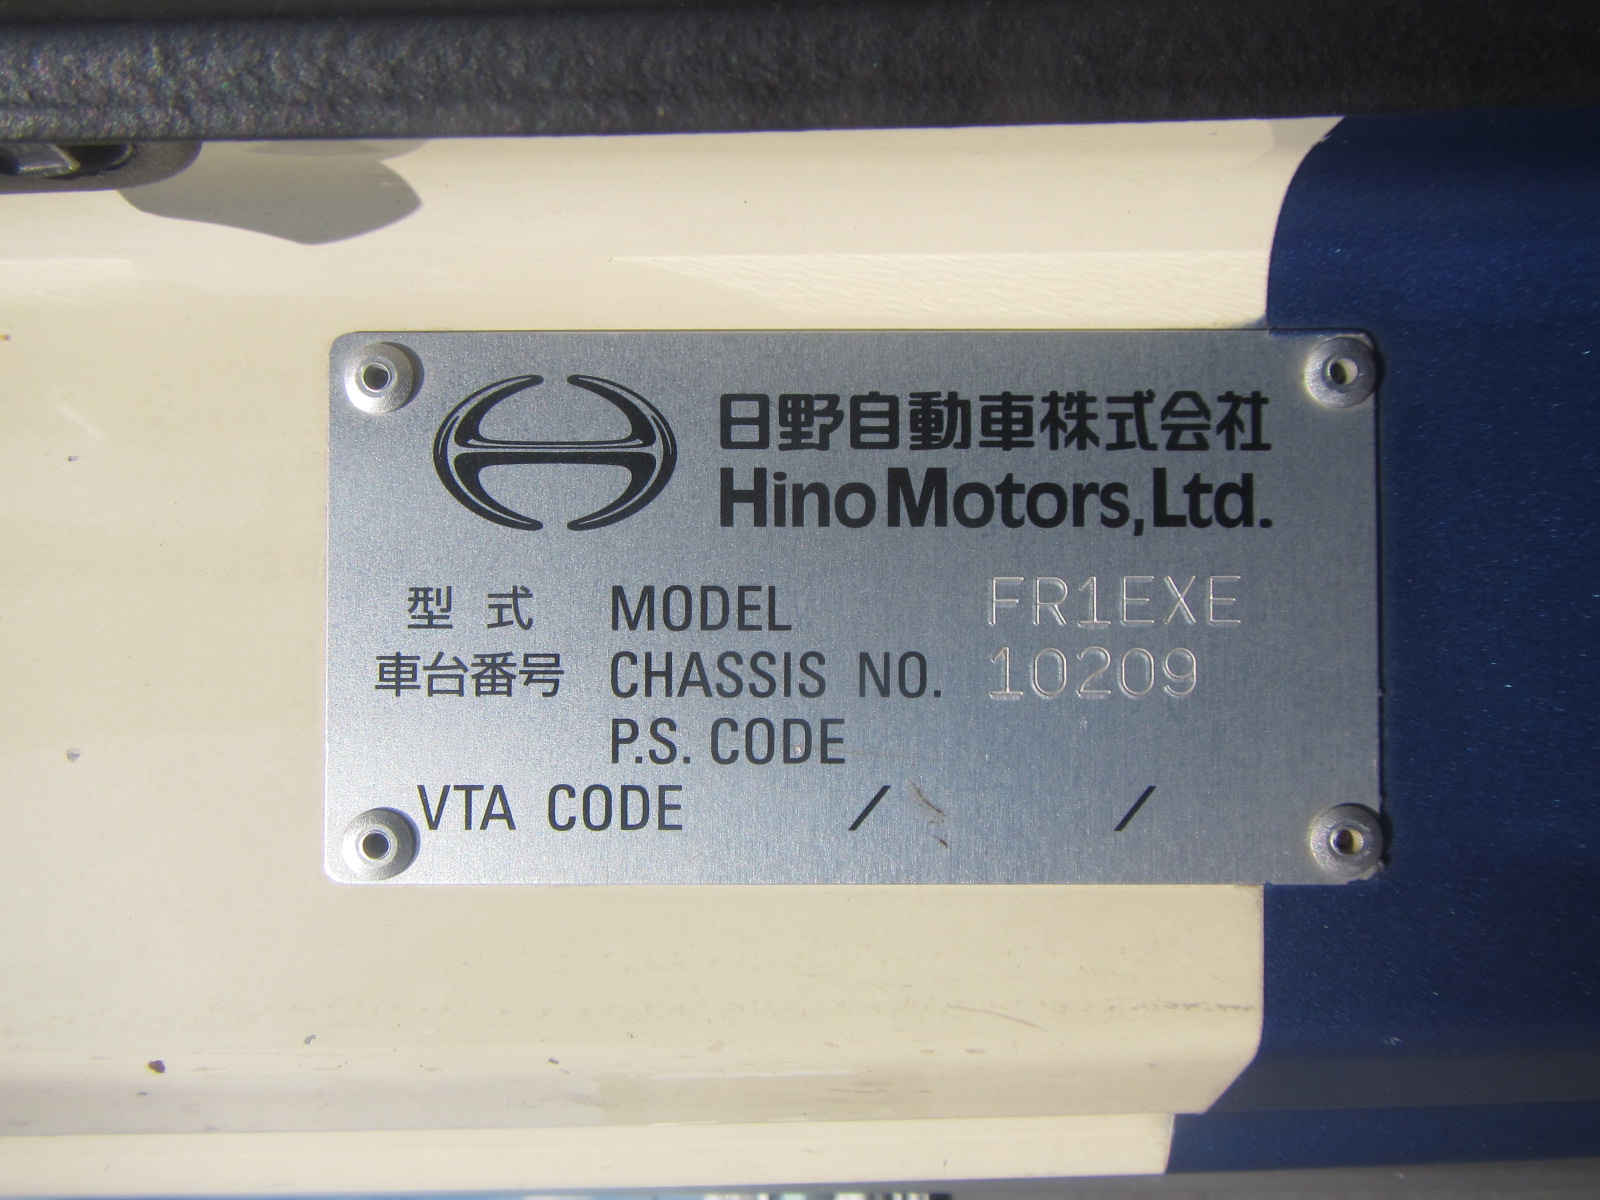 日野自動車株式会社
Hino Motors, Ltd.
型式 MODEL FR1EXE
車台番号 CHASSIS NO. 10209
P.S. CODE
VTA CODE / /